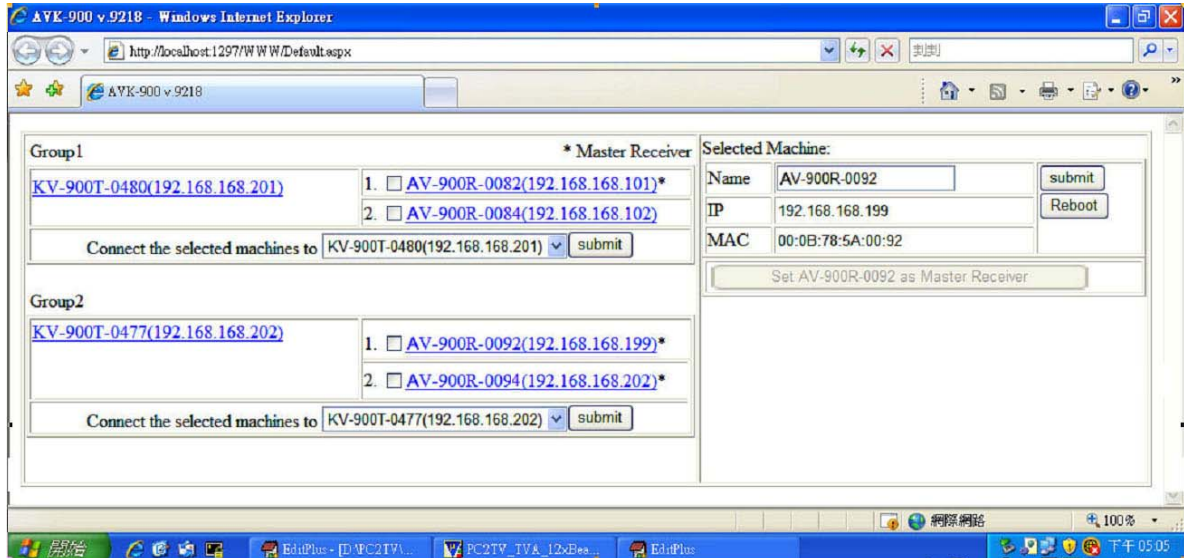 AVK-900 v.9218 - Windows Internet Explorer
http://localhost:1297/WWW/Default.aspx
AVK-900 v.9218
Group1 * Master Receiver
KV-900T-0480(192.168.168.201)
1. AV-900R-0082(192.168.168.101)*
2. AV-900R-0084(192.168.168.102)
Connect the selected machines to KV-900T-0480(192.168.168.201) submit
Group2
KV-900T-0477(192.168.168.202)
1. AV-900R-0092(192.168.168.199)*
2. AV-900R-0094(192.168.168.202)*
Connect the selected machines to KV-900T-0477(192.168.168.202) submit
Selected Machine:
Name AV-900R-0092 submit
IP 192.168.168.199 Reboot
MAC 00:0B:78:5A:00:92
Set AV-900R-0092 as Master Receiver
網際網路 100%
開始 EditPlus - [D:\PC2TV\... PC2TV_TVA_12xBea... EditPlus 下午 05:05